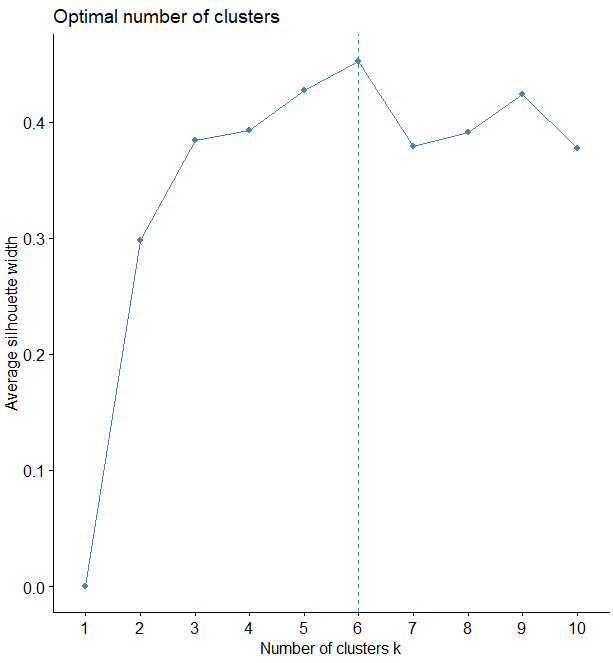 Optimal number of clusters
Average silhouette width
0.4
0.3
0.2
0.1
0.0
1 2 3 4 5 6 7 8 9 10
Number of clusters k